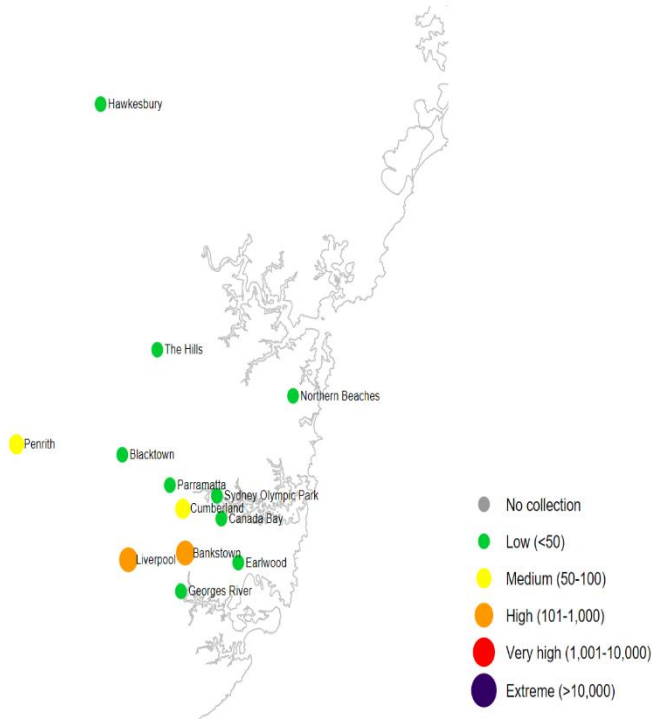 Hawkesbury
The Hills
Northern Beaches
Penrith
Blacktown
Parramatta
Sydney Olympic Park
Cumberland
Canada Bay
Bankstown
Liverpool
Earlwood
Georges River
No collection
Low (<50)
Medium (50-100)
High (101-1,000)
Very high (1,001-10,000)
Extreme (>10,000)